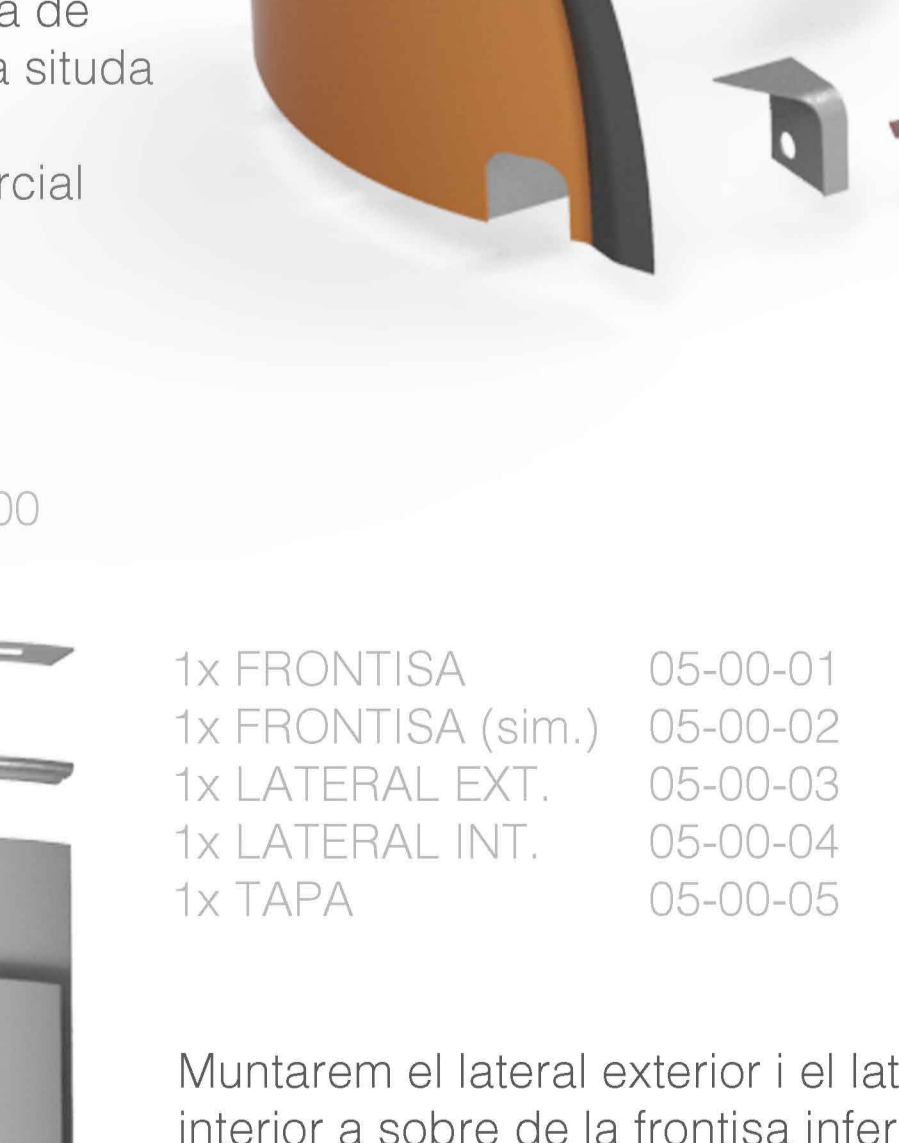 a de
a situda
rcial
00
1x FRONTISA 05-00-01
1x FRONTISA (sim.) 05-00-02
1x LATERAL EXT. 05-00-03
1x LATERAL INT. 05-00-04
1x TAPA 05-00-05
Muntarem el lateral exterior i el lat
interior a sobre de la frontisa infer